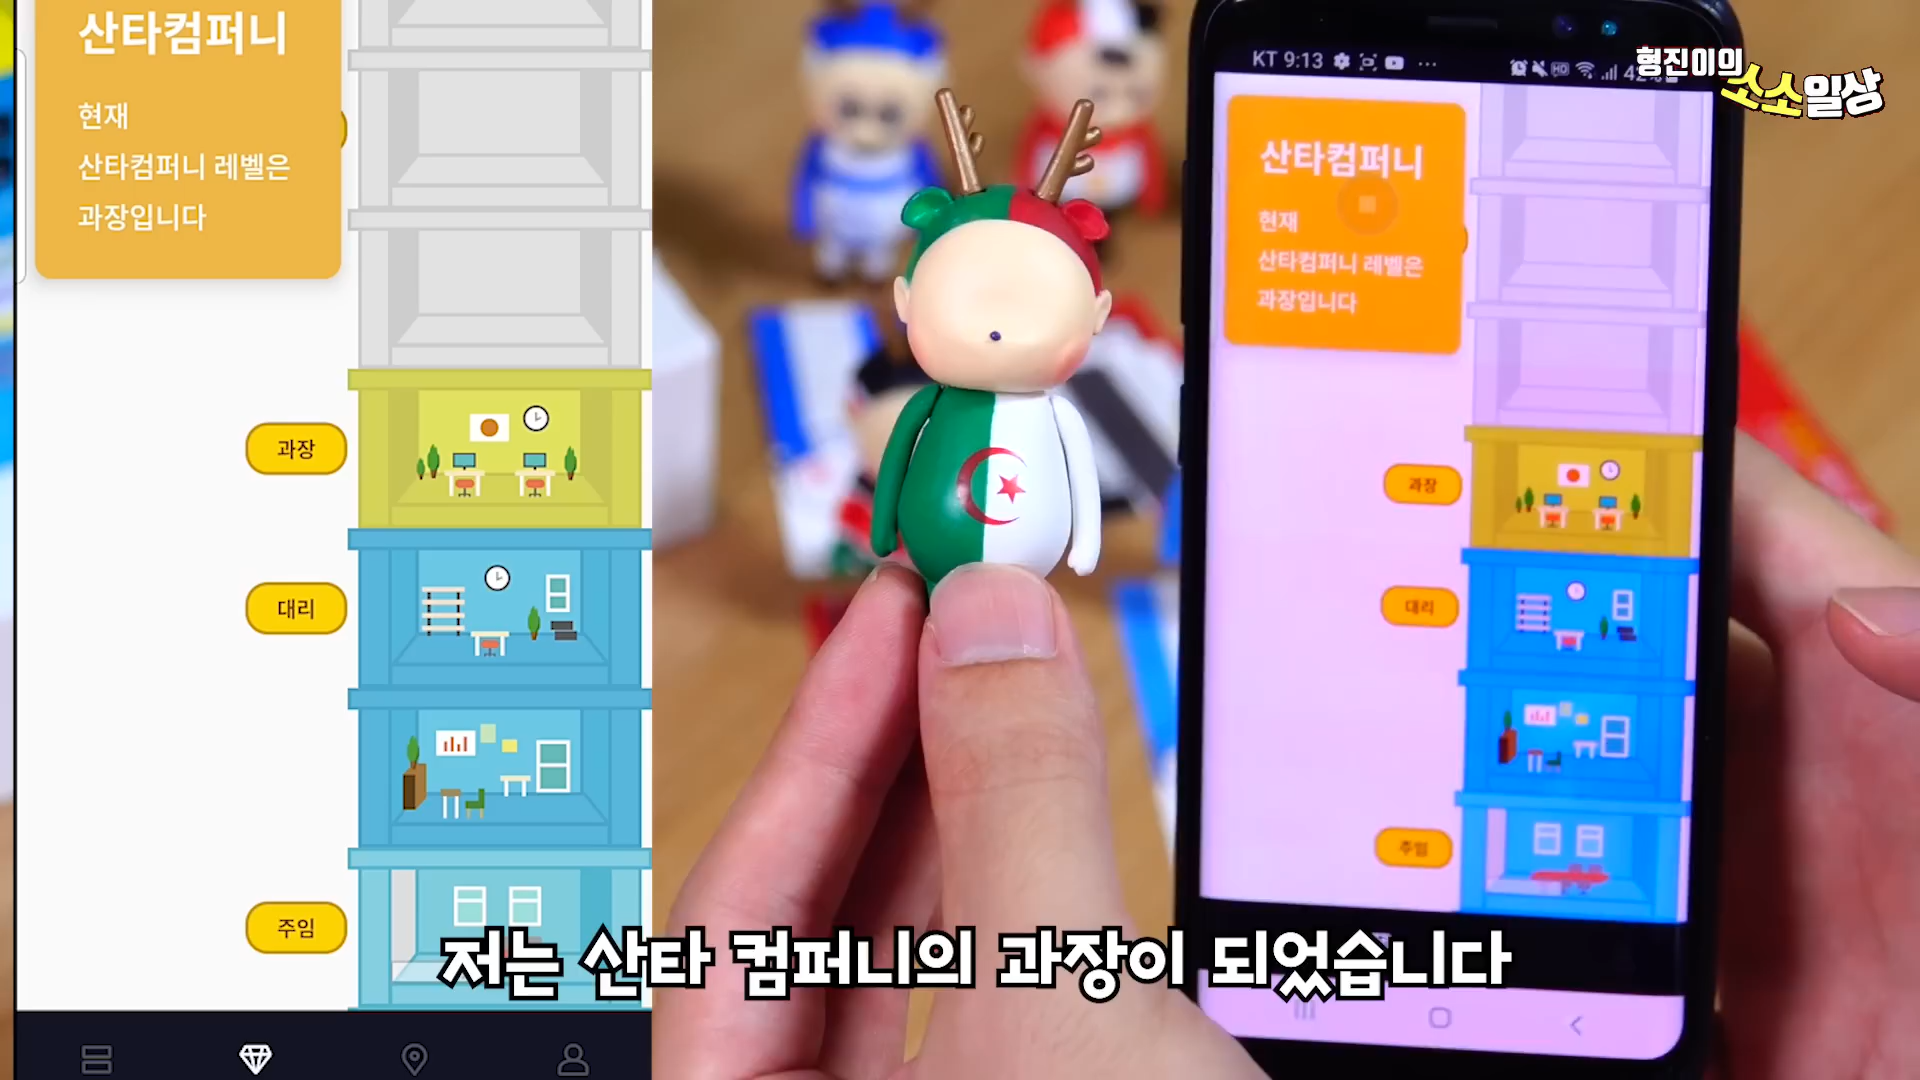 산타컴퍼니
현재
산타컴퍼니 레벨은
과장입니다
과장
대리
주임
KT 9:13
산타컴퍼니
현재
산타컴퍼니 레벨은
과장입니다
과장
대리
주임
형진이의
소소일상
저는 산타 컴퍼니의 과장이 되었습니다